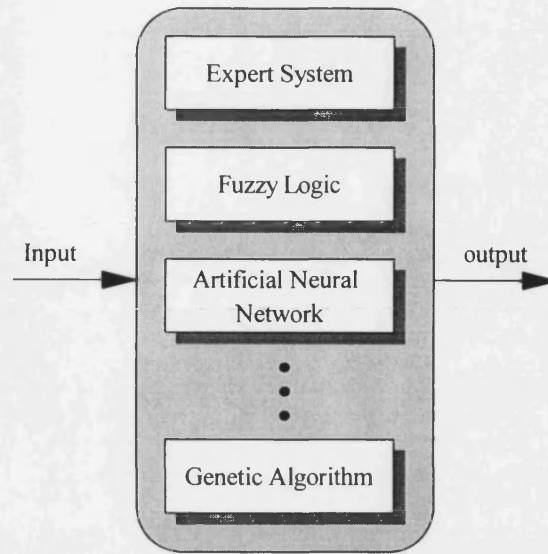 Expert System
Fuzzy Logic
Input
output
Artificial Neural
Network
Genetic Algorithm